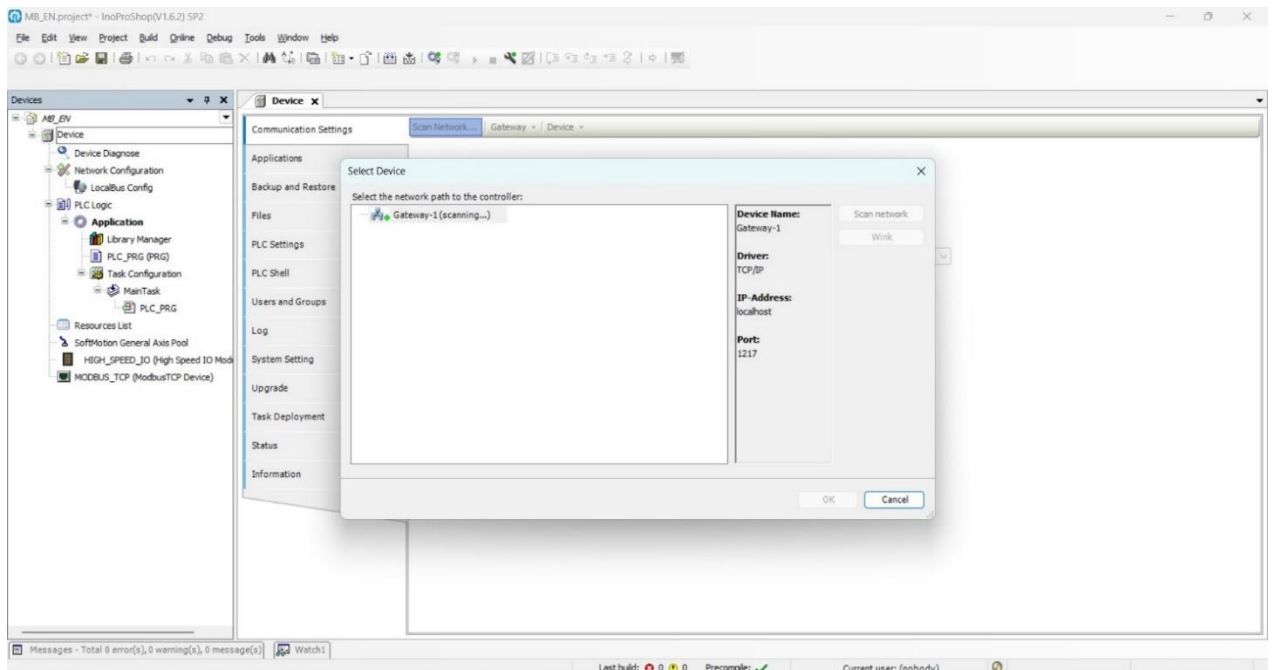 MB_EN.project* - InoProShop(V1.6.2) SP2
File Edit View Project Build Online Debug Tools Window Help
Devices
MB_EN
Device
Device Diagnose
Network Configuration
LocalBus Config
PLC Logic
Application
Library Manager
PLC_PRG (PRG)
Task Configuration
MainTask
PLC_PRG
Resources List
SoftMotion General Axis Pool
HIGH_SPEED_IO (High Speed IO Modu
MODBUS_TCP (ModbusTCP Device)
Device
Communication Settings
Applications
Backup and Restore
Files
PLC Settings
PLC Shell
Users and Groups
Log
System Setting
Upgrade
Task Deployment
Status
Information
Scan Network... Gateway Device
Select Device
Select the network path to the controller:
Gateway-1 (scanning...)
Device Name:
Gateway-1
Driver:
TCP/IP
IP-Address:
localhost
Port:
1217
Scan network
Wink
OK Cancel
Messages - Total 0 error(s), 0 warning(s), 0 message(s) Watch1
Last build: 0 0 Precompile: Current user: (nobody)